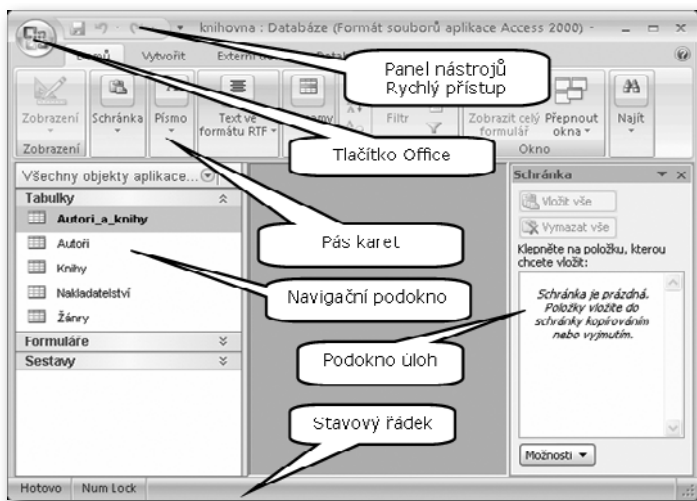 knihovna : Databáze (Formát souborů aplikace Access 2000) -
Vytvořit
Panel nástrojů
Rychlý přístup
Zobrazení
Schránka
Písmo
Text ve
formátu RTF
Filtr
Zobrazit celý
formulář
Přepnout
okna
Najít
Zobrazení
Okno
Tlačítko Office
Všechny objekty aplikace...
Tabulky
Autori_a_knihy
Autoři
Knihy
Nakladatelství
Žánry
Formuláře
Sestavy
Pás karet
Navigační podokno
Podokno úloh
Stavový řádek
Schránka
Vložit vše
Vymazat vše
Klepněte na položku, kterou
chcete vložit:
Schránka je prázdná.
Položky vložíte do
schránky kopírováním
nebo vyjmutím.
Možnosti
Hotovo
Num Lock